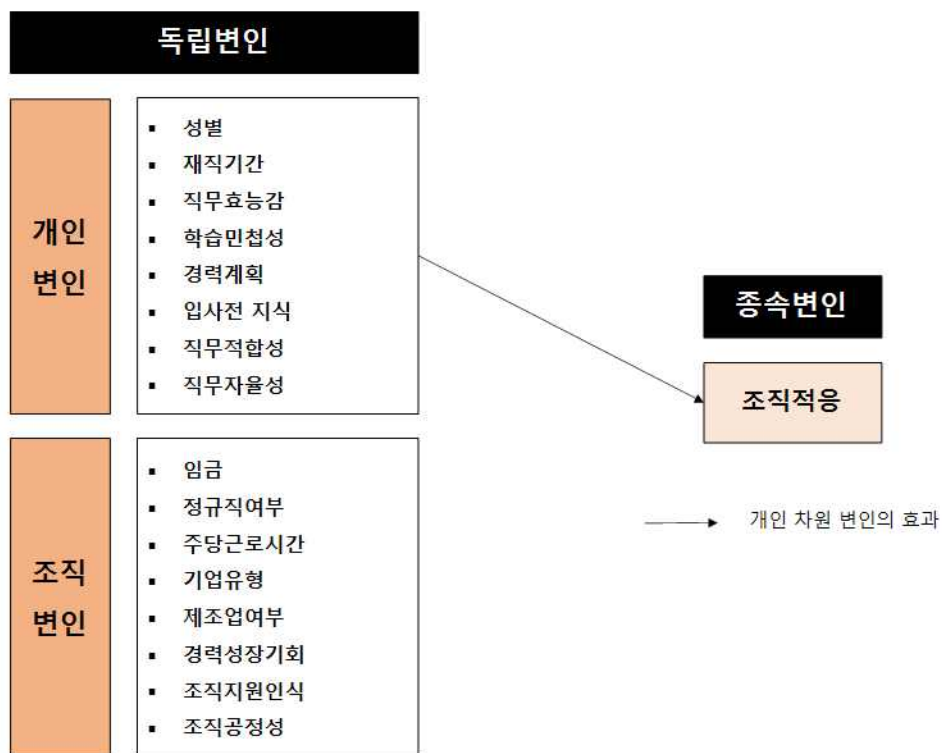 독립변인
개인
변인
▪ 성별
▪ 재직기간
▪ 직무효능감
▪ 학습민첩성
▪ 경력계획
▪ 입사전 지식
▪ 직무적합성
▪ 직무자율성
종속변인
조직적응
개인 차원 변인의 효과
조직
변인
▪ 임금
▪ 정규직여부
▪ 주당근로시간
▪ 기업유형
▪ 제조업여부
▪ 경력성장기회
▪ 조직지원인식
▪ 조직공정성